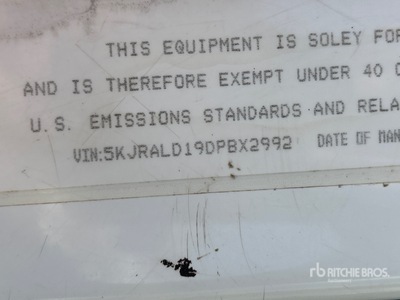 THIS EQUIPMENT IS SOLEY FOR
AND IS THEREFORE EXEMPT UNDER 40
U.S. EMISSIONS STANDARDS AND RELA
VIN:5KJRALD19DPBX2992 DATE OF MAN
rb RITCHIE BROS.